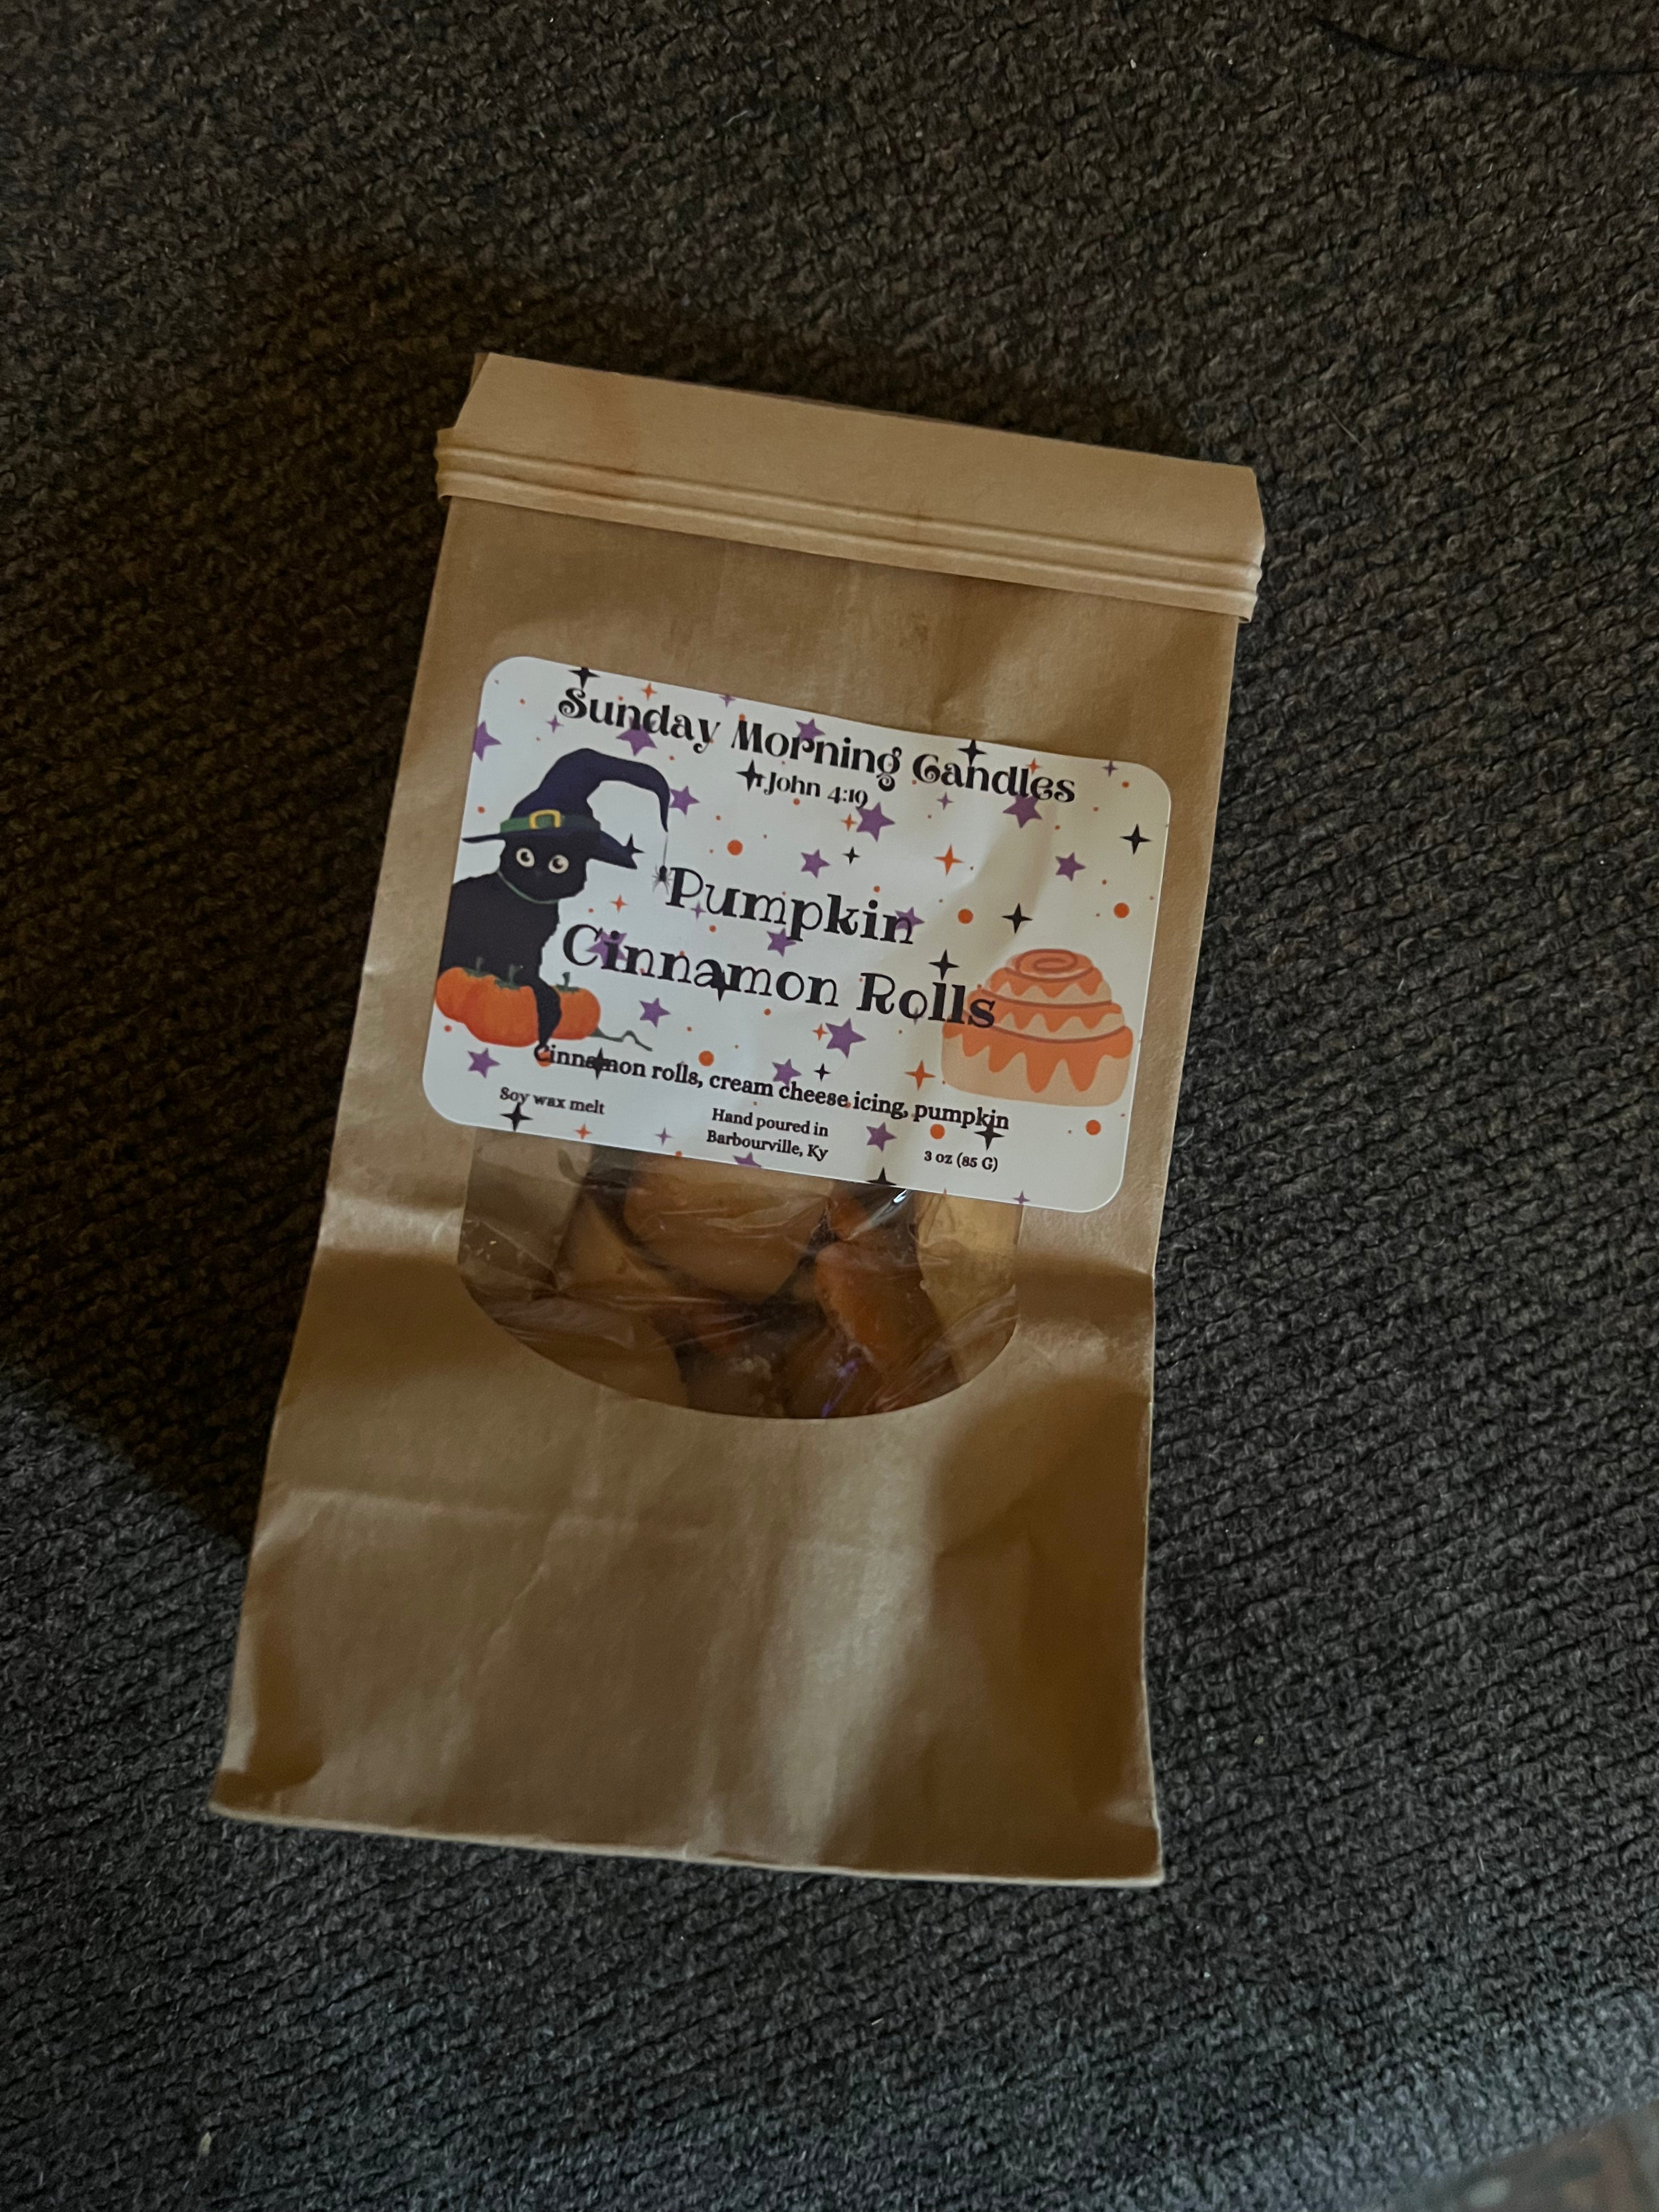 Sunday Morning Candles
1 John 4:19
Pumpkin
Cinnamon Rolls
Cinnamon rolls, cream cheese icing, pumpkin
Soy wax melt
Hand poured in
Barbourville, Ky
3 oz (85 G)